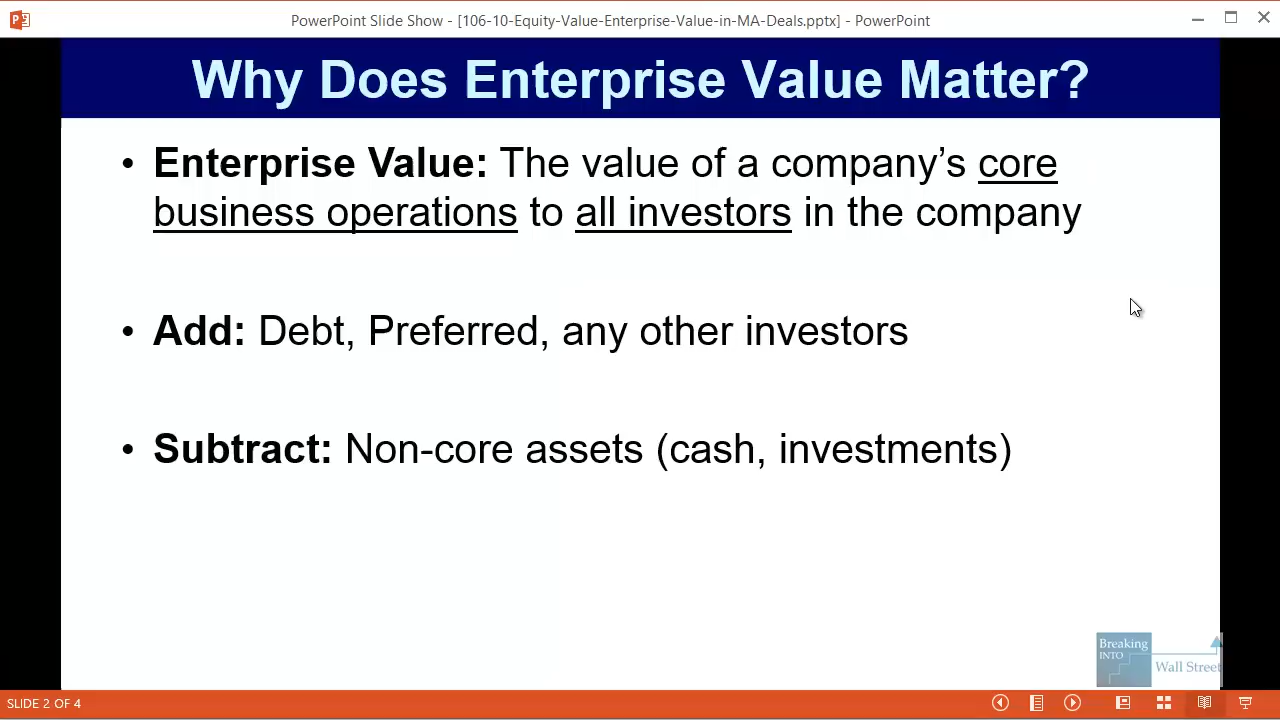 PowerPoint Slide Show - [106-10-Equity-Value-Enterprise-Value-in-MA-Deals.pptx] - PowerPoint
Why Does Enterprise Value Matter?
• Enterprise Value: The value of a company’s core
business operations to all investors in the company
• Add: Debt, Preferred, any other investors
• Subtract: Non-core assets (cash, investments)
Breaking
INTO
Wall Street
SLIDE 2 OF 4